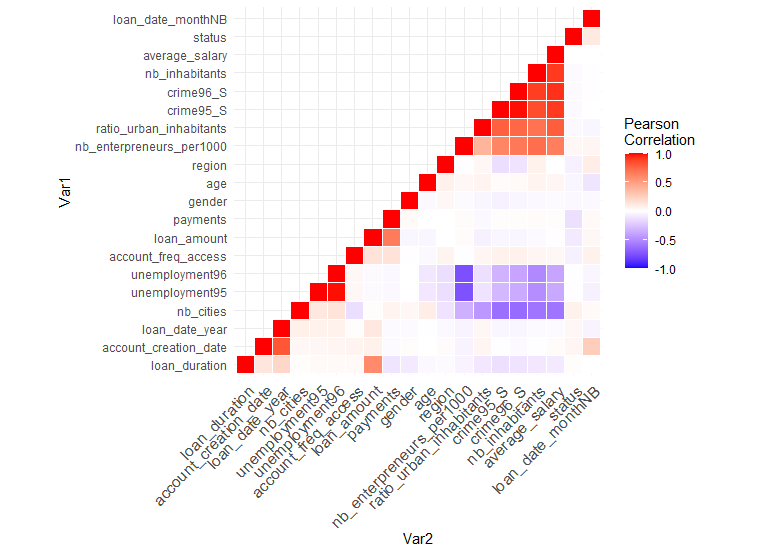 loan_date_monthNB
status
average_salary
nb_inhabitants
crime96_S
crime95_S
ratio_urban_inhabitants
nb_enterpreneurs_per1000
region
age
gender
payments
loan_amount
account_freq_access
unemployment96
unemployment95
nb_cities
loan_date_year
account_creation_date
loan_duration
Var1
loan_duration
account_creation_date
loan_date_year
nb_cities
unemployment95
unemployment96
account_freq_access
loan_amount
payments
gender
age
region
nb_enterpreneurs_per1000
ratio_urban_inhabitants
crime95_S
crime96_S
nb_inhabitants
average_salary
status
loan_date_monthNB
Var2
Pearson
Correlation
1.0
0.5
0.0
-0.5
-1.0